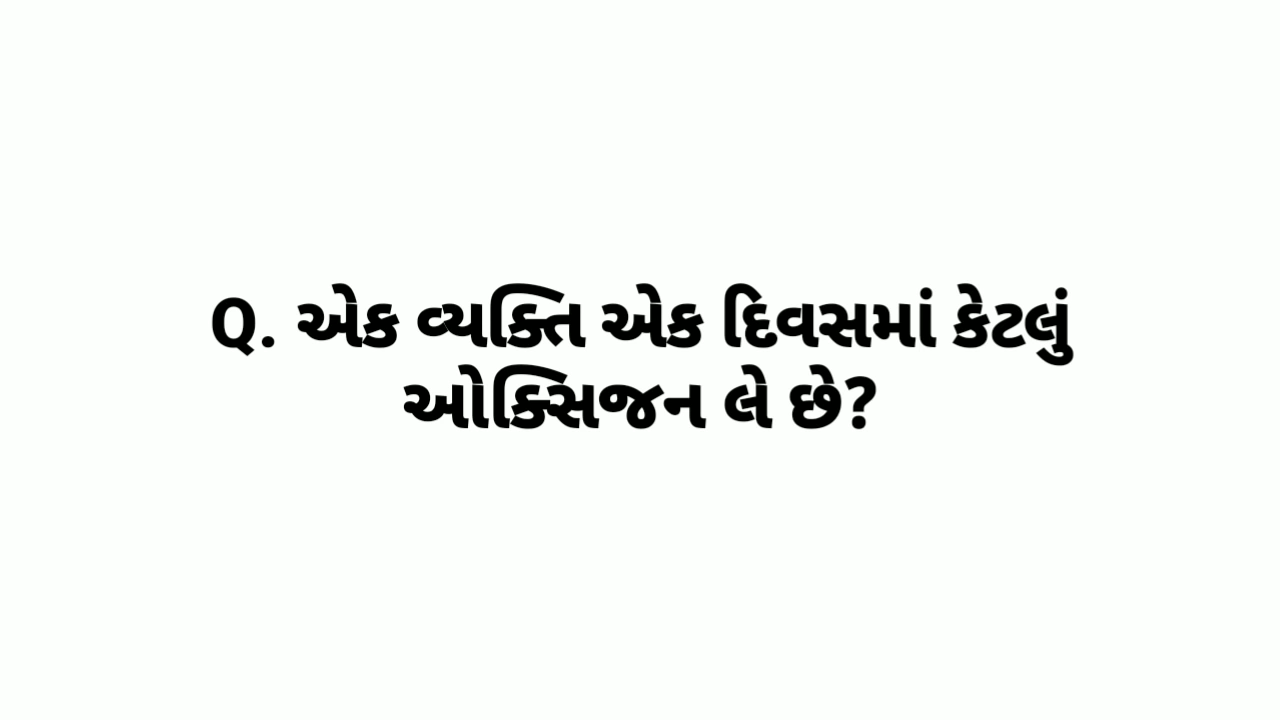 Q. એક વ્યક્તિ એક દિવસમાં કેટલું
ઓક્સિજન લે છે?